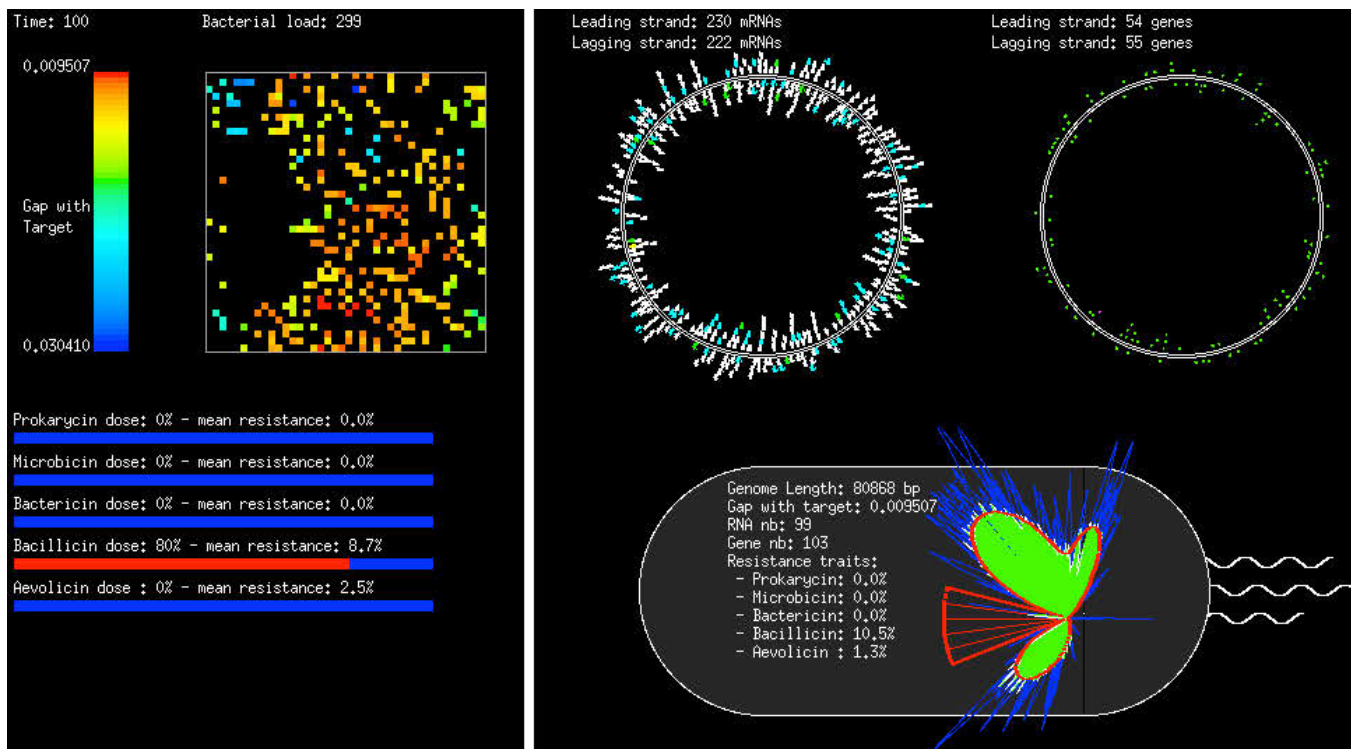 Time: 100
Bacterial load: 299
0.009507
Gap with
Target
0.030410
Prokarycin dose: 0% - mean resistance: 0.0%
Microbicin dose: 0% - mean resistance: 0.0%
Bactericin dose: 0% - mean resistance: 0.0%
Bacillicin dose: 80% - mean resistance: 8.7%
Aevolicin dose : 0% - mean resistance: 2.5%
Leading strand: 230 mRNAs
Lagging strand: 222 mRNAs
Leading strand: 54 genes
Lagging strand: 55 genes
Genome Length: 80868 bp
Gap with target: 0.009507
RNA nb: 99
Gene nb: 103
Resistance traits:
- Prokarycin: 0.0%
- Microbicin: 0.0%
- Bactericin: 0.0%
- Bacillicin: 10.5%
- Aevolicin : 1.3%